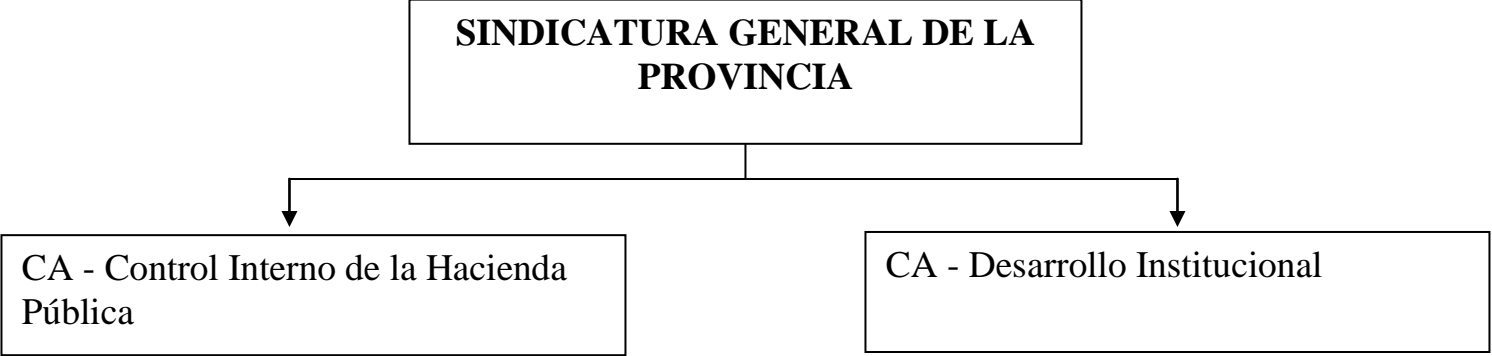 SINDICATURA GENERAL DE LA
PROVINCIA
CA - Control Interno de la Hacienda
Pública
CA - Desarrollo Institucional